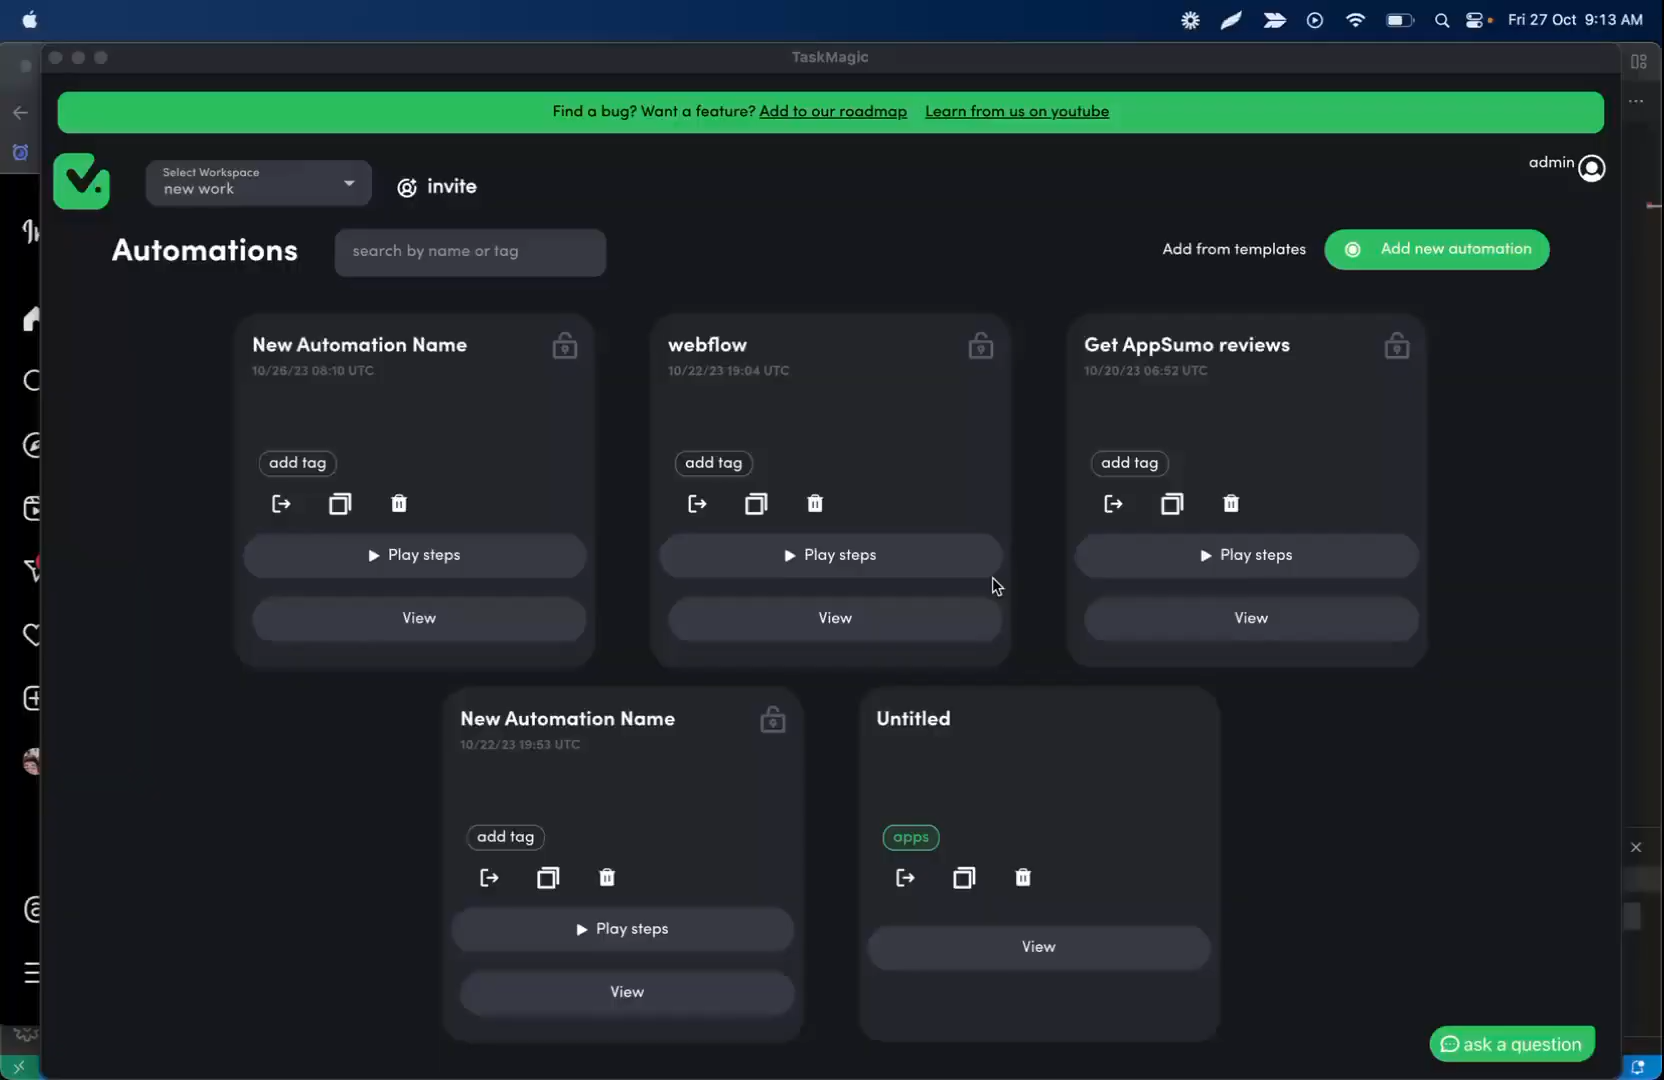 Fri 27 Oct 9:13 AM
TaskMagic
Find a bug? Want a feature? Add to our roadmap Learn from us on youtube
Select Workspace
new work
invite
admin
Automations
search by name or tag
Add from templates
Add new automation
New Automation Name
10/26/23 08:10 UTC
add tag
Play steps
View
webflow
10/22/23 19:04 UTC
add tag
Play steps
View
Get AppSumo reviews
10/20/23 06:52 UTC
add tag
Play steps
View
New Automation Name
10/22/23 19:53 UTC
add tag
Play steps
View
Untitled
apps
View
ask a question